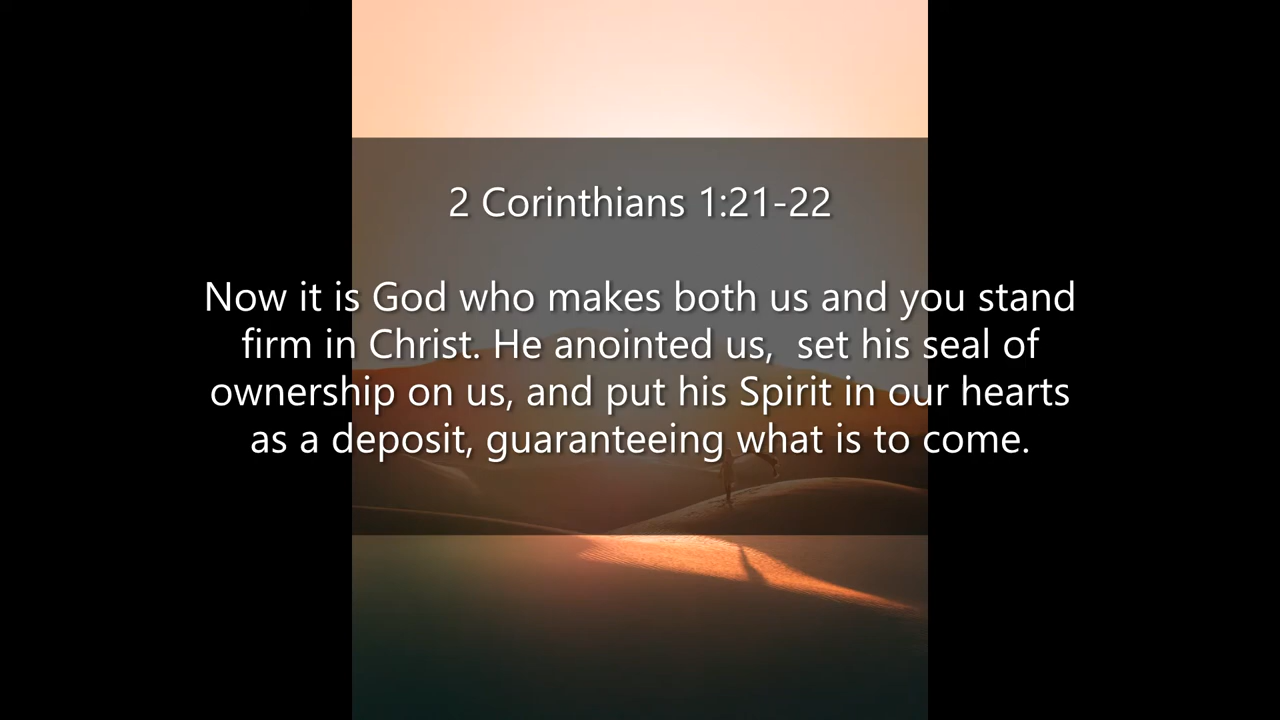 2 Corinthians 1:21-22
Now it is God who makes both us and you stand
firm in Christ. He anointed us,  set his seal of
ownership on us, and put his Spirit in our hearts
as a deposit, guaranteeing what is to come.